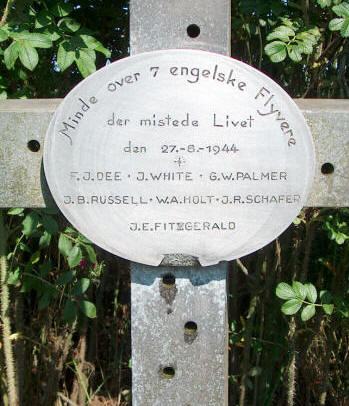 Minde over 7 engelske Flyvere
der mistede Livet
den 27-8-1944
F.J.DEE · J.WHITE · G.W.PALMER
J.B.RUSSELL · W.A.HOLT · J.R.SCHAFER
J.E.FITZGERALD